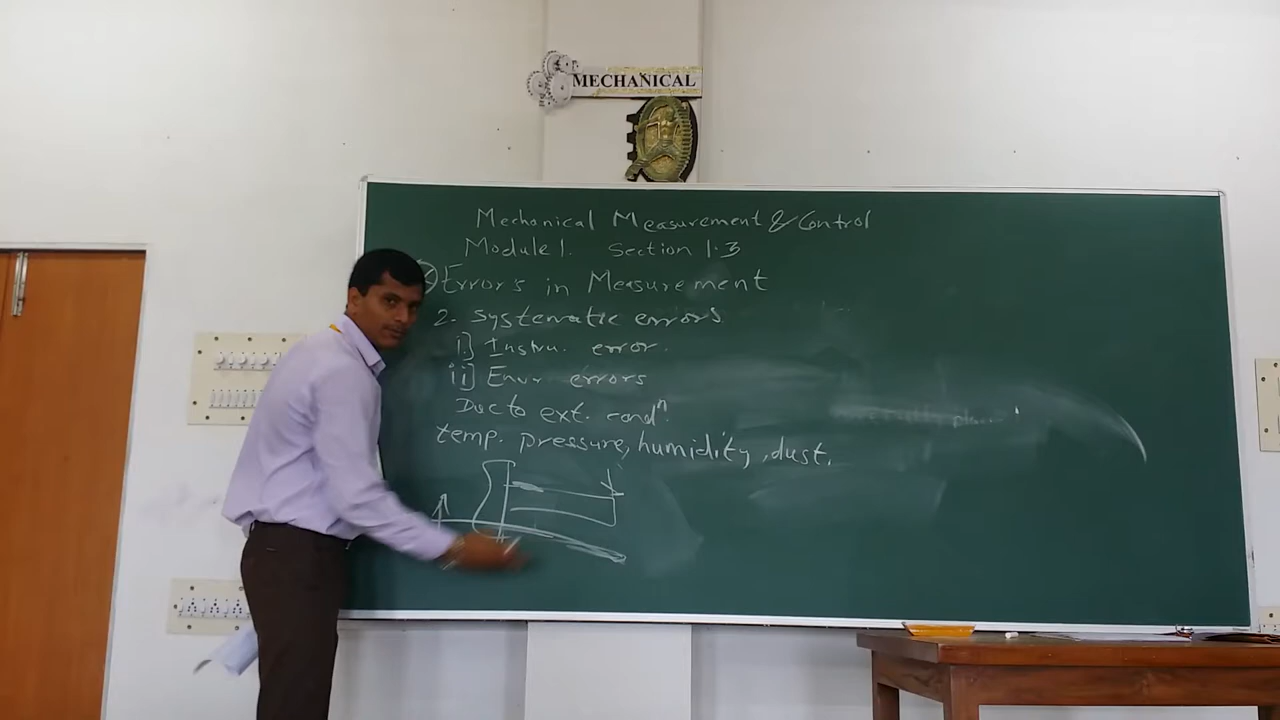 MECHANICAL
Mechanical Measurement & Control
Module 1. Section 1.3
Errors in Measurement
2. Systematic errors
i] Instru. error.
ii] Envr errors
Due to ext. condⁿ.
temp. pressure, humidity, dust.